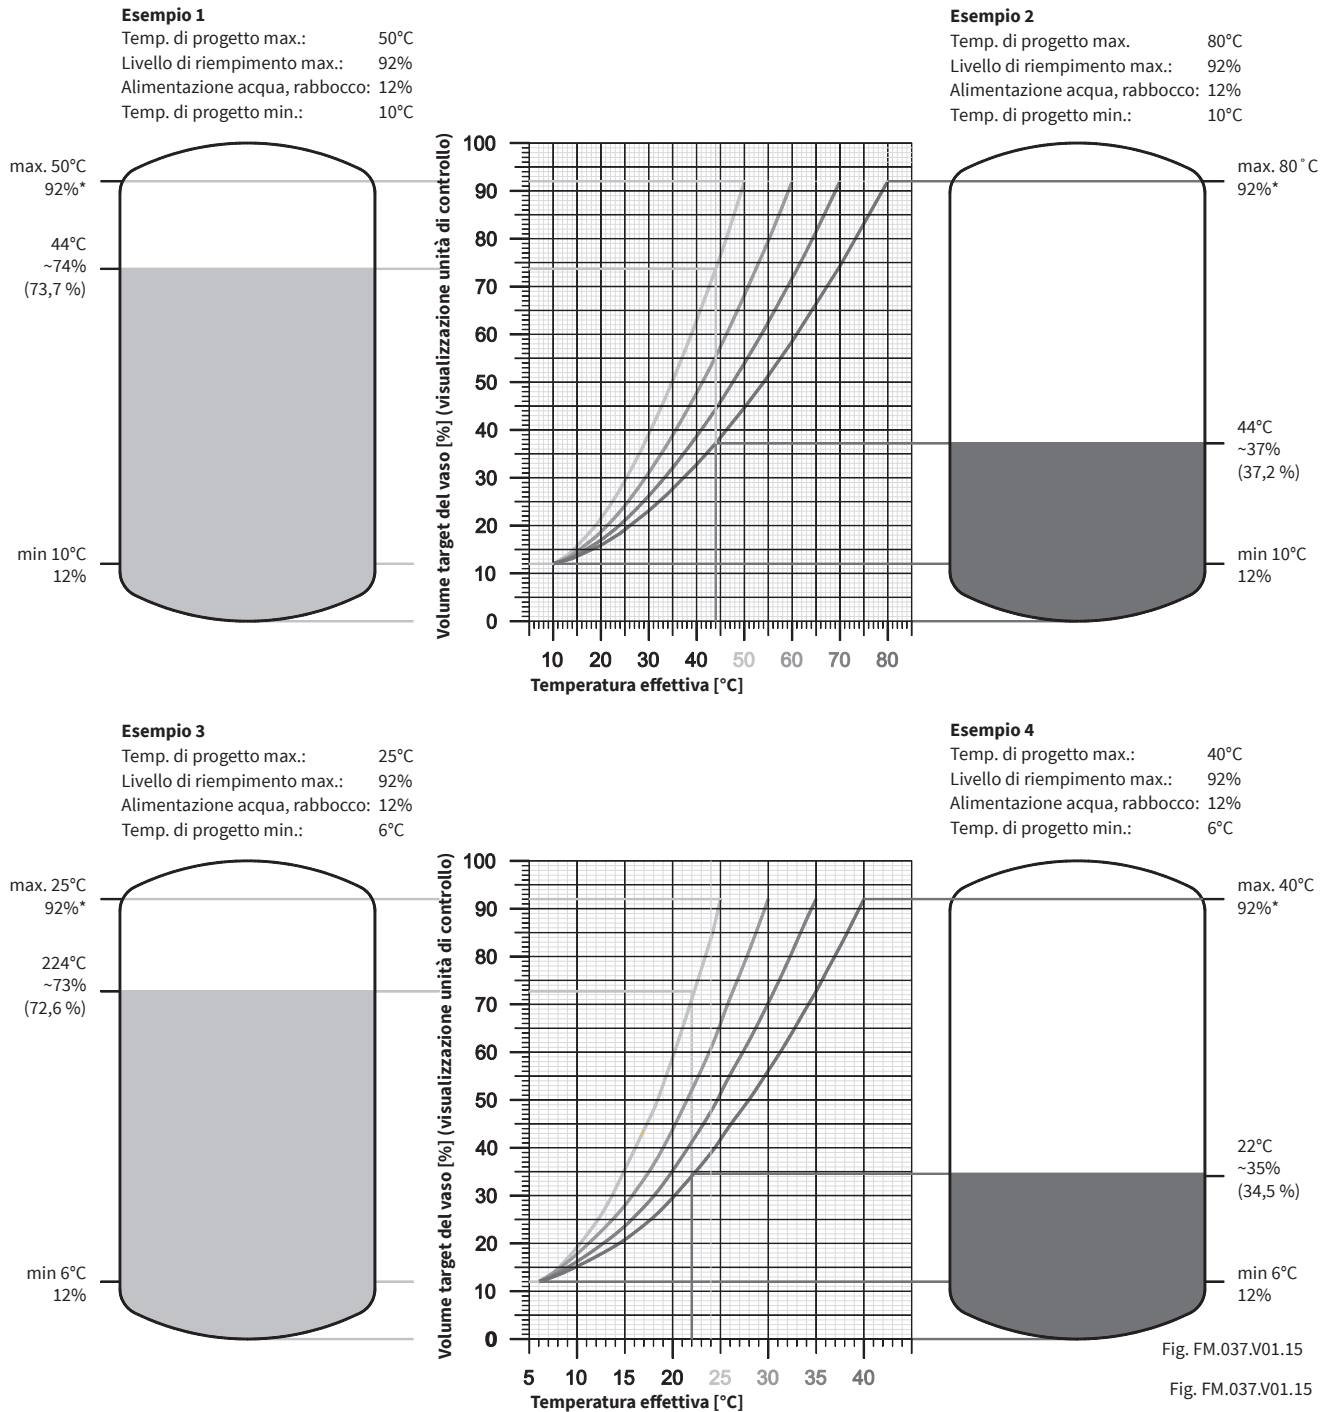 Esempio 1
Temp. di progetto max.: 50°C
Livello di riempimento max.: 92%
Alimentazione acqua, rabbocco: 12%
Temp. di progetto min.: 10°C
max. 50°C
92%*
44°C
~74%
(73,7 %)
min 10°C
12%
Volume target del vaso [%] (visualizzazione unità di controllo)
100
90
80
70
60
50
40
30
20
10
0
10 20 30 40 50 60 70 80
Temperatura effettiva [°C]
Esempio 2
Temp. di progetto max. 80°C
Livello di riempimento max.: 92%
Alimentazione acqua, rabbocco: 12%
Temp. di progetto min.: 10°C
max. 80˚C
92%*
44°C
~37%
(37,2 %)
min 10°C
12%
Esempio 3
Temp. di progetto max.: 25°C
Livello di riempimento max.: 92%
Alimentazione acqua, rabbocco: 12%
Temp. di progetto min.: 6°C
max. 25°C
92%*
224°C
~73%
(72,6 %)
min 6°C
12%
Volume target del vaso [%] (visualizzazione unità di controllo)
100
90
80
70
60
50
40
30
20
10
0
5 10 15 20 25 30 35 40
Temperatura effettiva [°C]
Esempio 4
Temp. di progetto max.: 40°C
Livello di riempimento max.: 92%
Alimentazione acqua, rabbocco: 12%
Temp. di progetto min.: 6°C
max. 40°C
92%*
22°C
~35%
(34,5 %)
min 6°C
12%
Fig. FM.037.V01.15
Fig. FM.037.V01.15